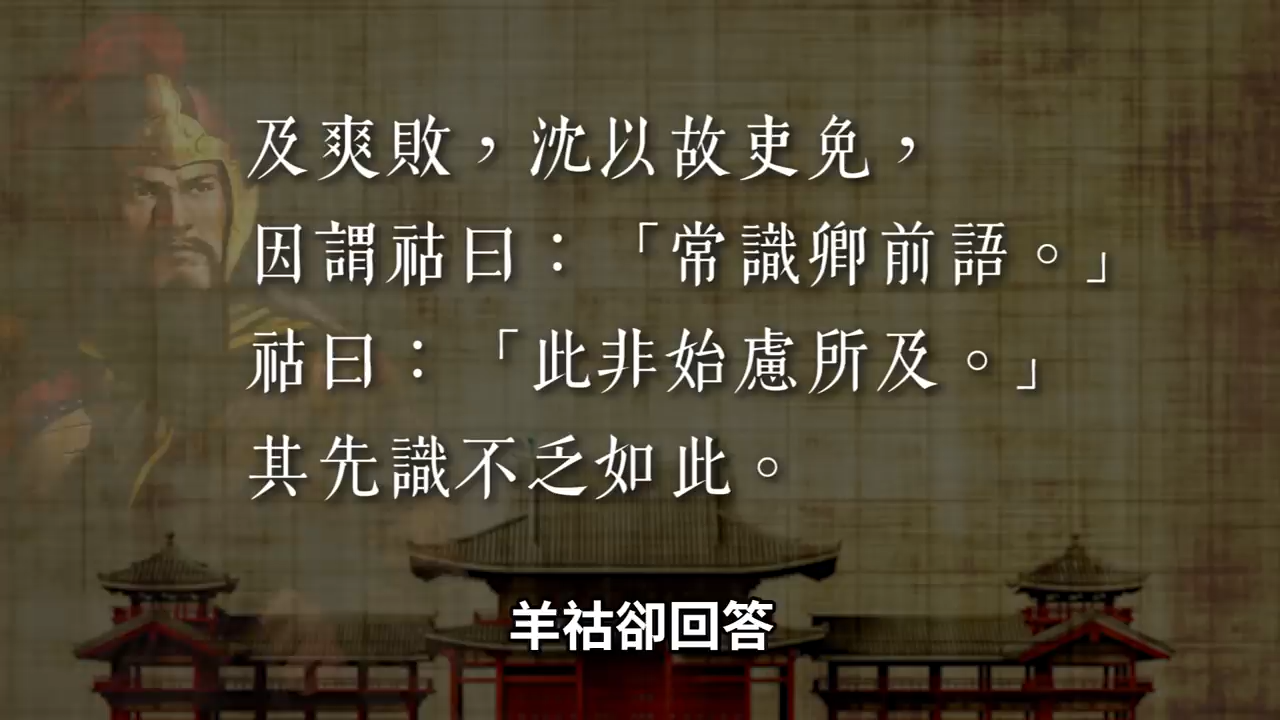 及爽敗，沈以故吏免，
因謂祜曰：「常識卿前語。」
祜曰：「此非始慮所及。」
其先識不乏如此。
羊祜卻回答